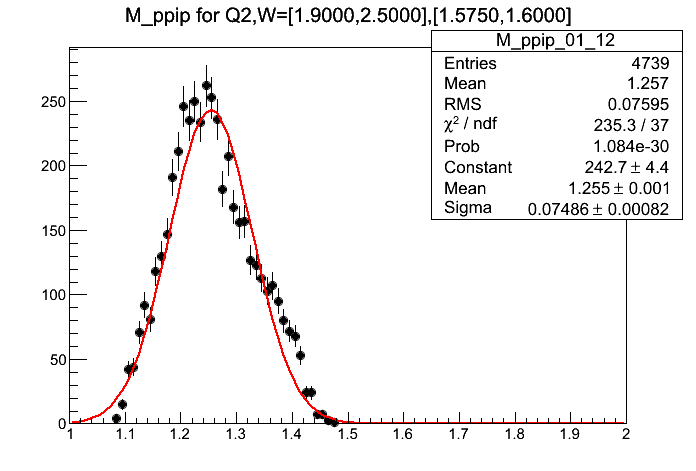 M_ppip for Q2,W=[1.9000,2.5000],[1.5750,1.6000]
M_ppip_01_12
Entries 4739
Mean 1.257
RMS 0.07595
χ² / ndf 235.3 / 37
Prob 1.084e-30
Constant 242.7 ± 4.4
Mean 1.255 ± 0.001
Sigma 0.07486 ± 0.00082
250
200
150
100
50
0
1 1.1 1.2 1.3 1.4 1.5 1.6 1.7 1.8 1.9 2